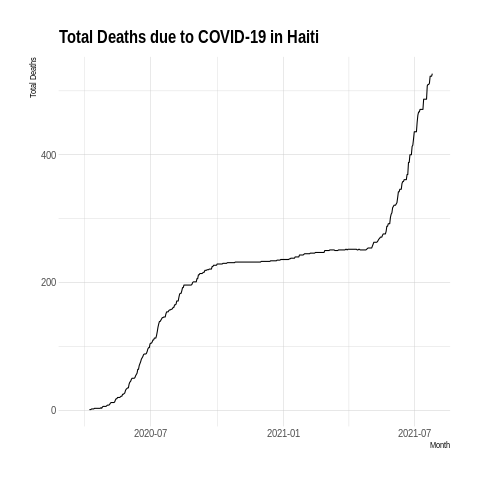 Total Deaths due to COVID-19 in Haiti
Total Deaths
400
200
0
2020-07
2021-01
2021-07
Month